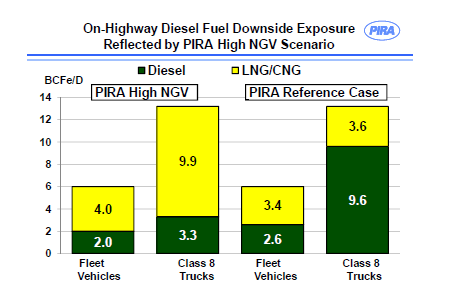 On-Highway Diesel Fuel Downside Exposure
Reflected by PIRA High NGV Scenario
PIRA
Diesel LNG/CNG
BCFe/D
PIRA High NGV PIRA Reference Case
14
12
10
8
6
4
2
0
4.0
2.0
9.9
3.3
3.4
2.6
3.6
9.6
Fleet Class 8 Fleet Class 8
Vehicles Trucks Vehicles Trucks